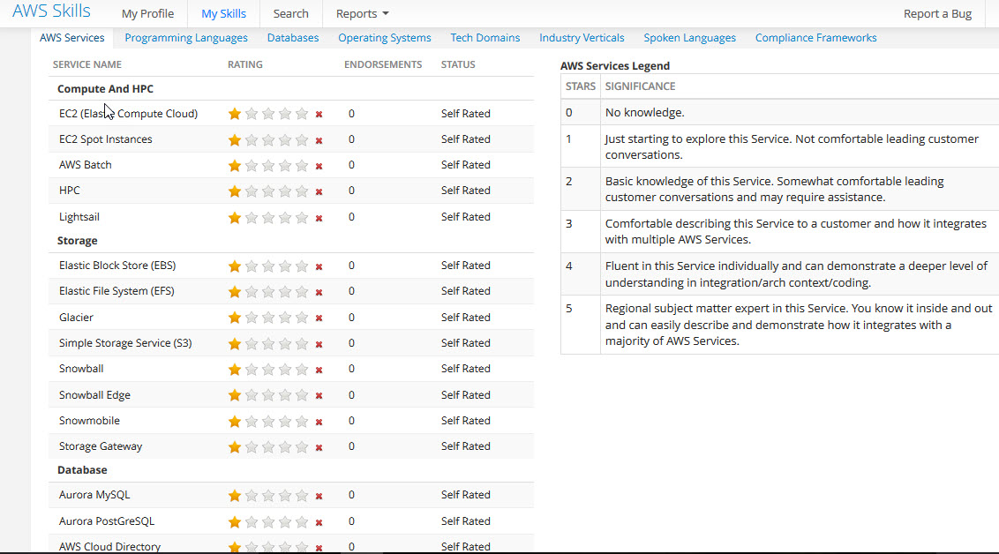 AWS Skills My Profile My Skills Search Reports Report a Bug
AWS Services Programming Languages Databases Operating Systems Tech Domains Industry Verticals Spoken Languages Compliance Frameworks
SERVICE NAME RATING ENDORSEMENTS STATUS
Compute And HPC
EC2 (Elastic Compute Cloud) 0 Self Rated
EC2 Spot Instances 0 Self Rated
AWS Batch 0 Self Rated
HPC 0 Self Rated
Lightsail 0 Self Rated
Storage
Elastic Block Store (EBS) 0 Self Rated
Elastic File System (EFS) 0 Self Rated
Glacier 0 Self Rated
Simple Storage Service (S3) 0 Self Rated
Snowball 0 Self Rated
Snowball Edge 0 Self Rated
Snowmobile 0 Self Rated
Storage Gateway 0 Self Rated
Database
Aurora MySQL 0 Self Rated
Aurora PostGreSQL 0 Self Rated
AWS Cloud Directory 0 Self Rated
AWS Services Legend
STARS SIGNIFICANCE
0 No knowledge.
1 Just starting to explore this Service. Not comfortable leading customer
conversations.
2 Basic knowledge of this Service. Somewhat comfortable leading
customer conversations and may require assistance.
3 Comfortable describing this Service to a customer and how it integrates
with multiple AWS Services.
4 Fluent in this Service individually and can demonstrate a deeper level of
understanding in integration/arch context/coding.
5 Regional subject matter expert in this Service. You know it inside and out
and can easily describe and demonstrate how it integrates with a
majority of AWS Services.